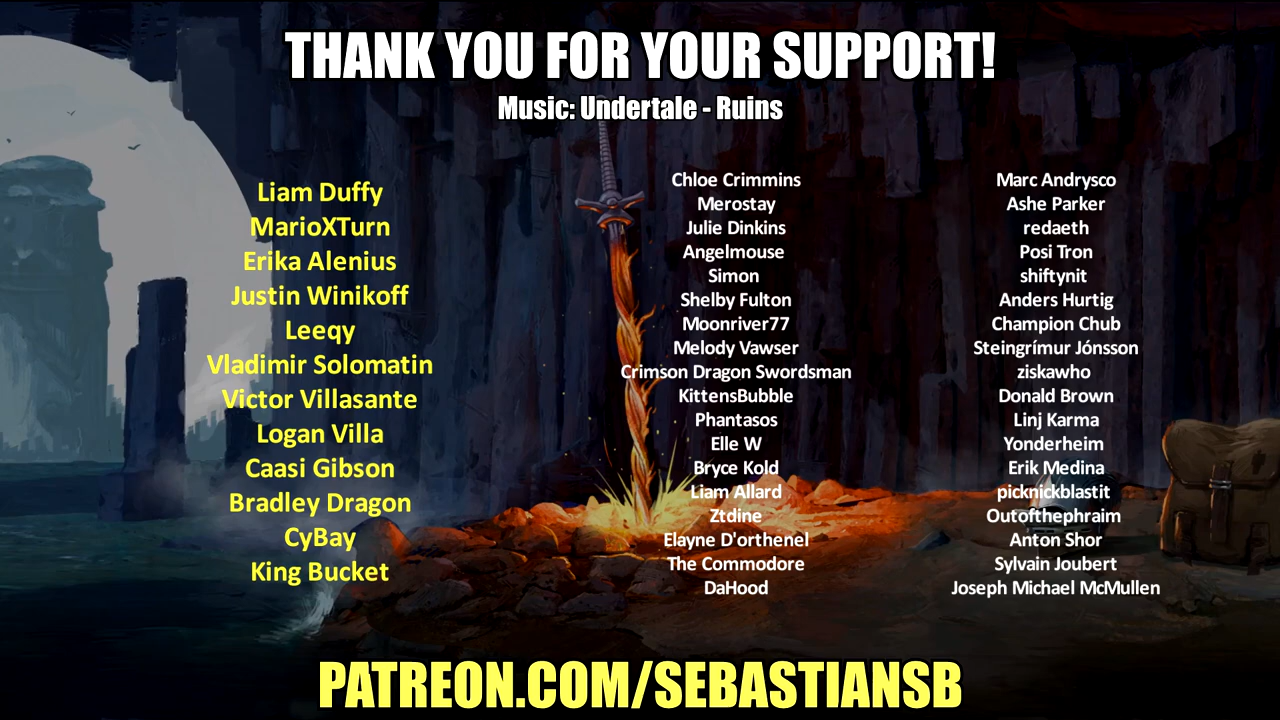 THANK YOU FOR YOUR SUPPORT!
Music: Undertale - Ruins
Liam Duffy
MarioXTurn
Erika Alenius
Justin Winikoff
Leeqy
Vladimir Solomatin
Victor Villasante
Logan Villa
Caasi Gibson
Bradley Dragon
CyBay
King Bucket
Chloe Crimmins
Merostay
Julie Dinkins
Angelmouse
Simon
Shelby Fulton
Moonriver77
Melody Vawser
Crimson Dragon Swordsman
KittensBubble
Phantasos
Elle W
Bryce Kold
Liam Allard
Ztdine
Elayne D'orthenel
The Commodore
DaHood
Marc Andrysco
Ashe Parker
redaeth
Posi Tron
shiftynit
Anders Hurtig
Champion Chub
Steingrímur Jónsson
ziskawho
Donald Brown
Linj Karma
Yonderheim
Erik Medina
picknickblastit
Outofthephraim
Anton Shor
Sylvain Joubert
Joseph Michael McMullen
PATREON.COM/SEBASTIANSB